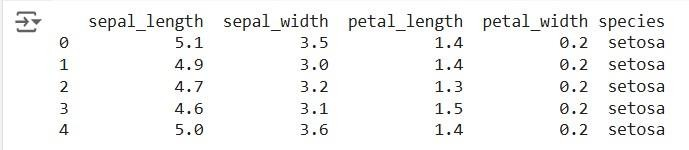 sepal_length sepal_width petal_length petal_width species
0 5.1 3.5 1.4 0.2 setosa
1 4.9 3.0 1.4 0.2 setosa
2 4.7 3.2 1.3 0.2 setosa
3 4.6 3.1 1.5 0.2 setosa
4 5.0 3.6 1.4 0.2 setosa